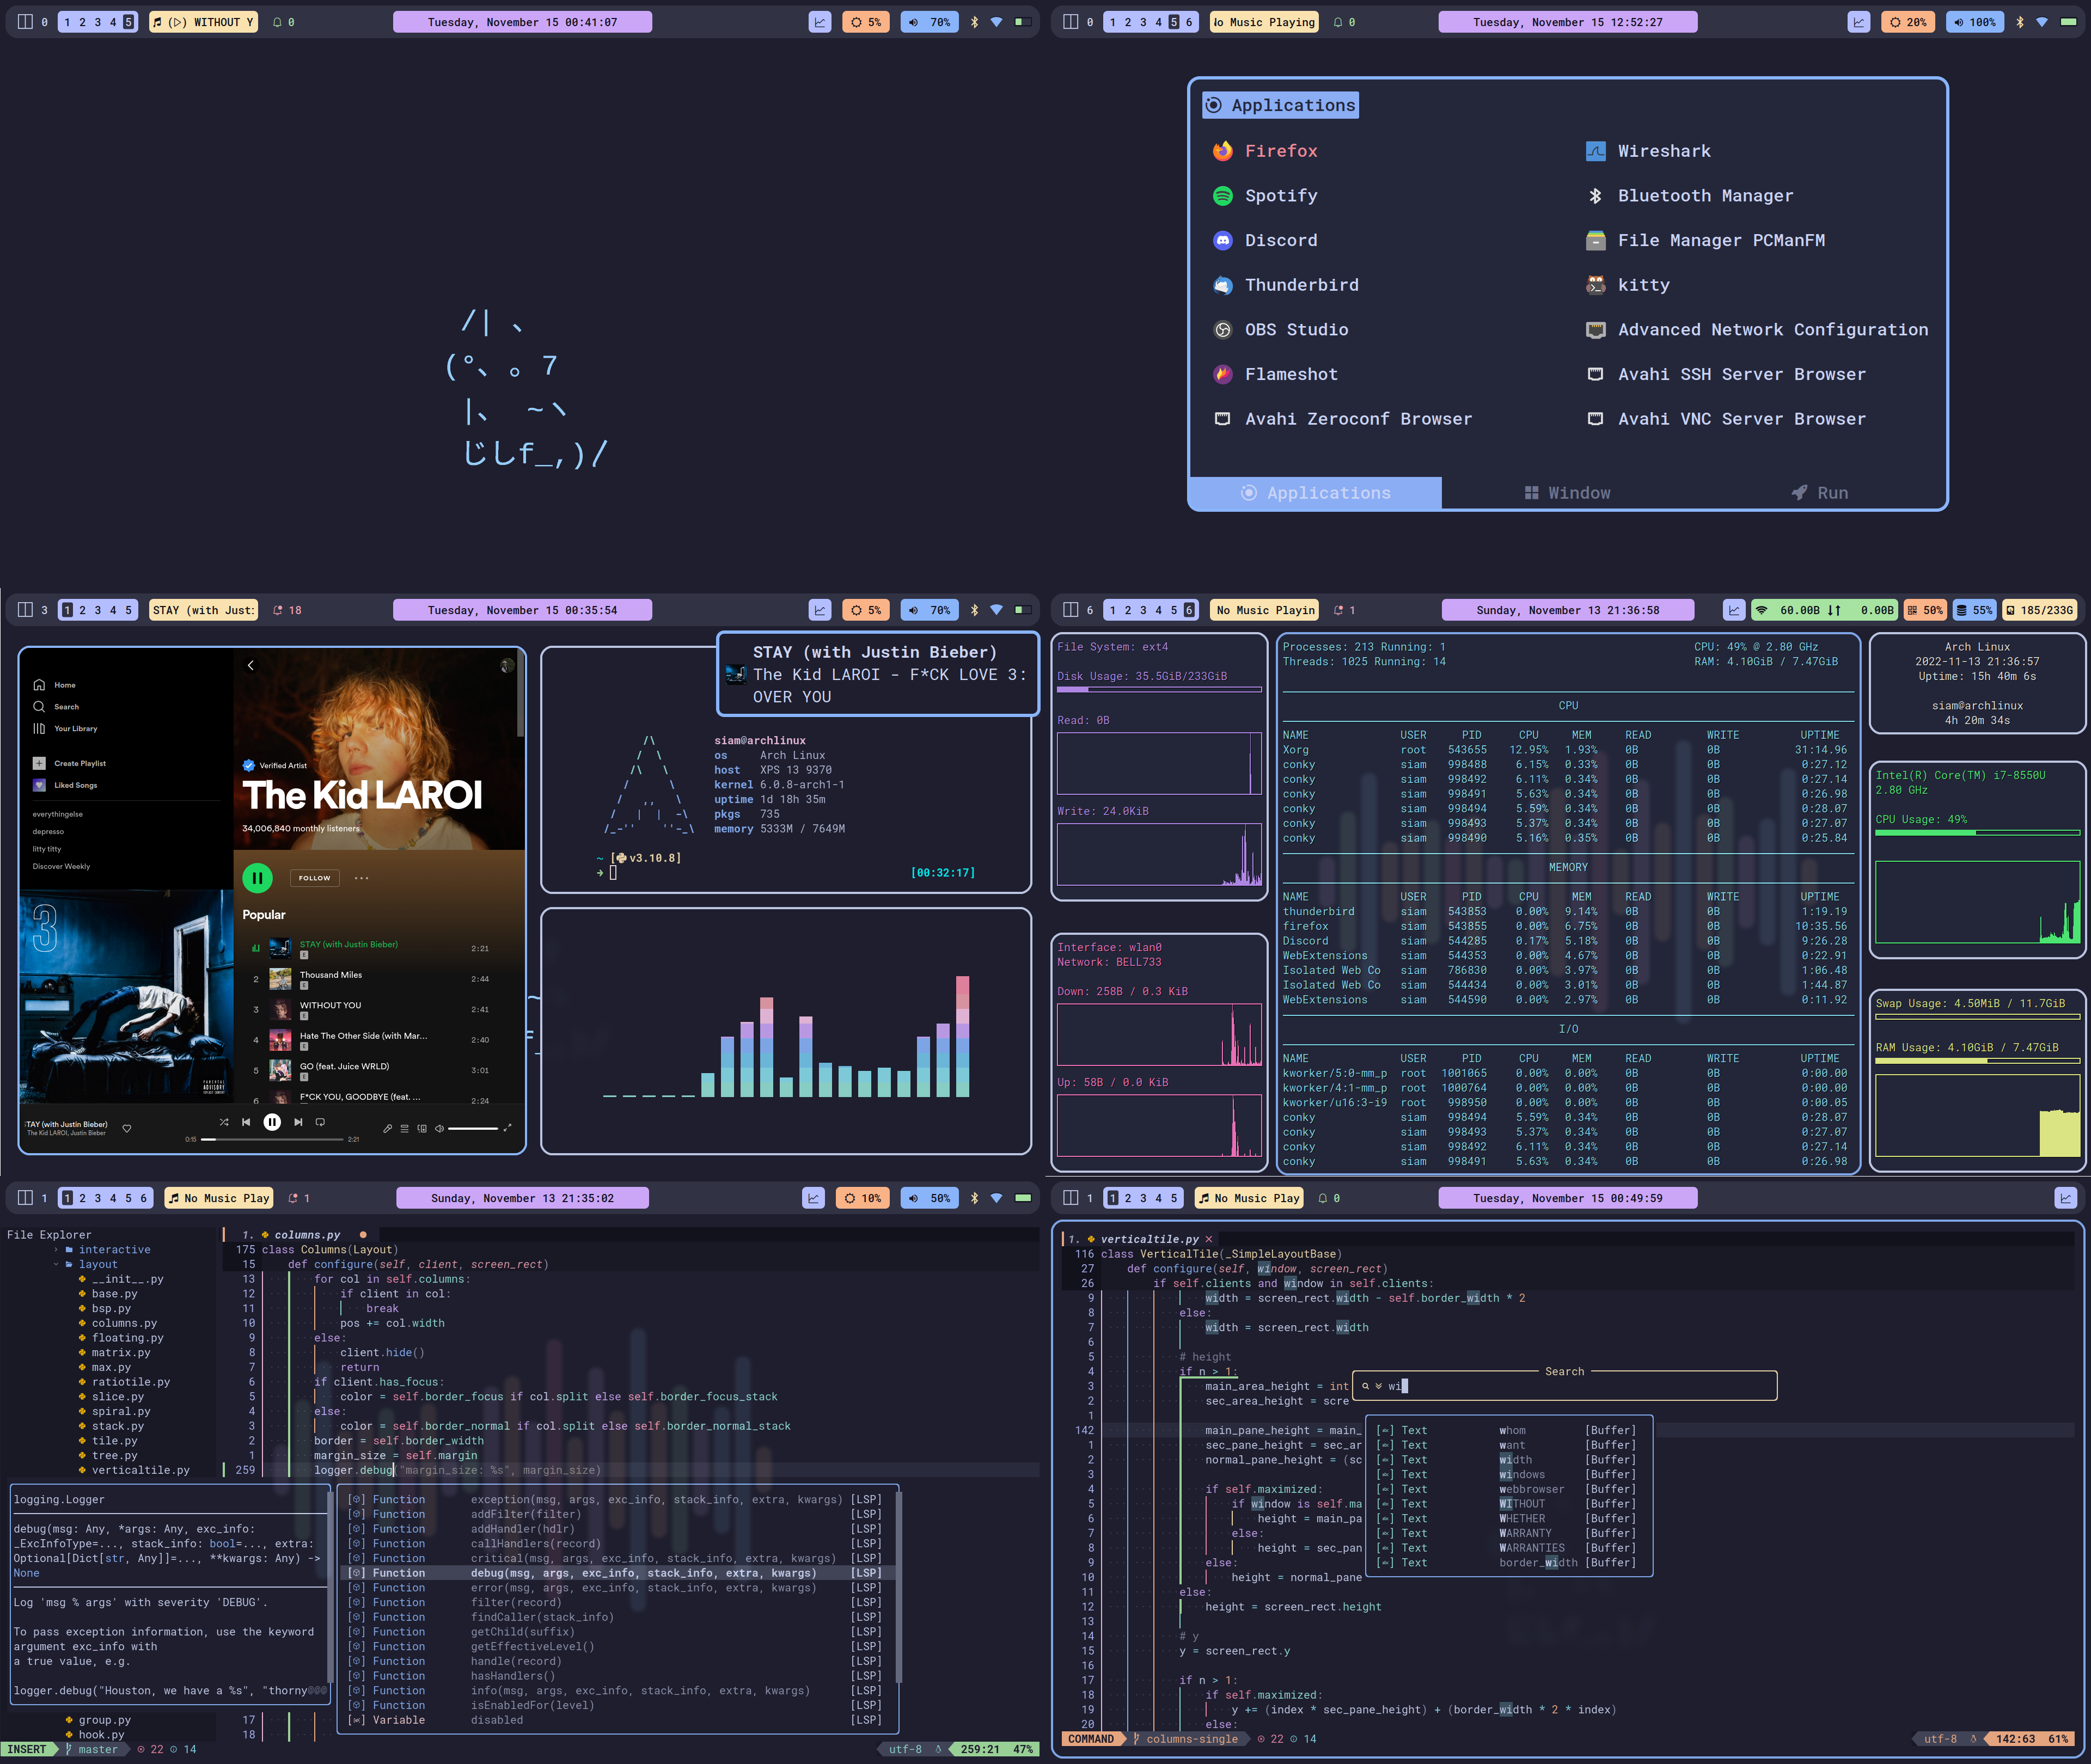 0 1 2 3 4 5 (▷) WITHOUT Y 0 Tuesday, November 15 00:41:07 5% 70%
/| 、
(°、 。7
|、 ~ヽ
じしf_,)/
0 1 2 3 4 5 6 No Music Playing 0 Tuesday, November 15 12:52:27 20% 100%
Applications
Firefox Wireshark
Spotify Bluetooth Manager
Discord File Manager PCManFM
Thunderbird kitty
OBS Studio Advanced Network Configuration
Flameshot Avahi SSH Server Browser
Avahi Zeroconf Browser Avahi VNC Server Browser
Applications Window Run
3 1 2 3 4 5 STAY (with Just: 18 Tuesday, November 15 00:35:54 5% 70%
Home
Search
Your Library
Create Playlist
Liked Songs
everythingelse
depresso
litty titty
Discover Weekly
3
PARENTAL
ADVISORY
EXPLICIT CONTENT
Verified Artist
The Kid LAROI
34,006,840 monthly listeners
FOLLOW ...
Popular
STAY (with Justin Bieber) 2:21
E
2 Thousand Miles 2:44
E
3 WITHOUT YOU 2:41
E
4 Hate The Other Side (with Mar... 2:40
E
5 GO (feat. Juice WRLD) 3:01
E
6 F*CK YOU, GOODBYE (feat. ... 2:24
TAY (with Justin Bieber)
The Kid LAROI, Justin Bieber
0:15 2:21
STAY (with Justin Bieber)
The Kid LAROI - F*CK LOVE 3:
OVER YOU
siam@archlinux
os Arch Linux
host XPS 13 9370
kernel 6.0.8-arch1-1
uptime 1d 18h 35m
pkgs 735
memory 5333M / 7649M
~ [v3.10.8]
[00:32:17]
6 1 2 3 4 5 6 No Music Playin 1 Sunday, November 13 21:36:58 60.00B ↓↑ 0.00B 50% 55% 185/233G
File System: ext4
Disk Usage: 35.5GiB/233GiB
Read: 0B
Write: 24.0KiB
Interface: wlan0
Network: BELL733
Down: 258B / 0.3 KiB
Up: 58B / 0.0 KiB
Processes: 213 Running: 1 CPU: 49% @ 2.80 GHz
Threads: 1025 Running: 14 RAM: 4.10GiB / 7.47GiB
CPU
NAME USER PID CPU MEM READ WRITE UPTIME
Xorg root 543655 12.95% 1.93% 0B 0B 31:14.96
conky siam 998488 6.15% 0.33% 0B 0B 0:27.12
conky siam 998492 6.11% 0.34% 0B 0B 0:27.14
conky siam 998491 5.63% 0.34% 0B 0B 0:26.98
conky siam 998494 5.59% 0.34% 0B 0B 0:28.07
conky siam 998493 5.37% 0.34% 0B 0B 0:27.07
conky siam 998490 5.16% 0.35% 0B 0B 0:25.84
MEMORY
NAME USER PID CPU MEM READ WRITE UPTIME
thunderbird siam 543853 0.00% 9.14% 0B 0B 1:19.19
firefox siam 543855 0.00% 6.75% 0B 0B 10:35.56
Discord siam 544285 0.17% 5.18% 0B 0B 9:26.28
WebExtensions siam 544353 0.00% 4.67% 0B 0B 0:22.91
Isolated Web Co siam 786830 0.00% 3.97% 0B 0B 1:06.48
Isolated Web Co siam 544434 0.00% 3.01% 0B 0B 1:44.87
WebExtensions siam 544590 0.00% 2.97% 0B 0B 0:11.92
I/O
NAME USER PID CPU MEM READ WRITE UPTIME
kworker/5:0-mm_p root 1001065 0.00% 0.00% 0B 0B 0:00.00
kworker/4:1-mm_p root 1000764 0.00% 0.00% 0B 0B 0:00.00
kworker/u16:3-i9 root 998950 0.00% 0.00% 0B 0B 0:00.05
conky siam 998494 5.59% 0.34% 0B 0B 0:28.07
conky siam 998493 5.37% 0.34% 0B 0B 0:27.07
conky siam 998492 6.11% 0.34% 0B 0B 0:27.14
conky siam 998491 5.63% 0.34% 0B 0B 0:26.98
Arch Linux
2022-11-13 21:36:57
Uptime: 15h 40m 6s
siam@archlinux
4h 20m 34s
Intel(R) Core(TM) i7-8550U
2.80 GHz
CPU Usage: 49%
Swap Usage: 4.50MiB / 11.7GiB
RAM Usage: 4.10GiB / 7.47GiB
1 1 2 3 4 5 6 No Music Play 1 Sunday, November 13 21:35:02 10% 50%
File Explorer
interactive
layout
__init__.py
base.py
bsp.py
columns.py
floating.py
matrix.py
max.py
ratiotile.py
slice.py
spiral.py
stack.py
tile.py
tree.py
verticaltile.py
1. columns.py
175 class Columns(Layout)
15 def configure(self, client, screen_rect)
13 for col in self.columns:
12 if client in col:
11 break
10 pos += col.width
9 else:
8 client.hide()
7 return
6 if client.has_focus:
5 color = self.border_focus if col.split else self.border_focus_stack
4 else:
3 color = self.border_normal if col.split else self.border_normal_stack
2 border = self.border_width
1 margin_size = self.margin
259 logger.debug("margin_size: %s", margin_size)
logging.Logger
debug(msg: Any, *args: Any, exc_info:
_ExcInfoType=..., stack_info: bool=..., extra:
Optional[Dict[str, Any]]=..., **kwargs: Any) ->
None
Log 'msg % args' with severity 'DEBUG'.
To pass exception information, use the keyword
argument exc_info with
a true value, e.g.
logger.debug("Houston, we have a %s", "thorny@@@
Function exception(msg, args, exc_info, stack_info, extra, kwargs) [LSP]
Function addFilter(filter) [LSP]
Function addHandler(hdlr) [LSP]
Function callHandlers(record) [LSP]
Function critical(msg, args, exc_info, stack_info, extra, kwargs) [LSP]
Function debug(msg, args, exc_info, stack_info, extra, kwargs) [LSP]
Function error(msg, args, exc_info, stack_info, extra, kwargs) [LSP]
Function filter(record) [LSP]
Function findCaller(stack_info) [LSP]
Function getChild(suffix) [LSP]
Function getEffectiveLevel() [LSP]
Function handle(record) [LSP]
Function hasHandlers() [LSP]
Function info(msg, args, exc_info, stack_info, extra, kwargs) [LSP]
Function isEnabledFor(level) [LSP]
Variable disabled [LSP]
group.py 17
hook.py 18
INSERT master 22 14 utf-8 259:21 47%
1 1 2 3 4 5 No Music Play 0 Tuesday, November 15 00:49:59
1. verticaltile.py ×
116 class VerticalTile(_SimpleLayoutBase)
27 def configure(self, window, screen_rect)
26 if self.clients and window in self.clients:
9 width = screen_rect.width - self.border_width * 2
8 else:
7 width = screen_rect.width
6
5 # height
4 if n > 1:
3 main_area_height = int
2 sec_area_height = scre
1
142 main_pane_height = main_
1 sec_pane_height = sec_ar
2 normal_pane_height = (sc
3
4 if self.maximized:
5 if window is self.ma
6 height = main_pa
7 else:
8 height = sec_pan
9 else:
10 height = normal_pane
11 else:
12 height = screen_rect.height
13
14 # y
15 y = screen_rect.y
16
17 if n > 1:
18 if self.maximized:
19 y += (index * sec_pane_height) + (border_width * 2 * index)
20 else:
Search
wi
Text whom [Buffer]
Text want [Buffer]
Text width [Buffer]
Text windows [Buffer]
Text webbrowser [Buffer]
Text WITHOUT [Buffer]
Text WHETHER [Buffer]
Text WARRANTY [Buffer]
Text WARRANTIES [Buffer]
Text border_width [Buffer]
COMMAND columns-single 22 14 utf-8 142:63 61%